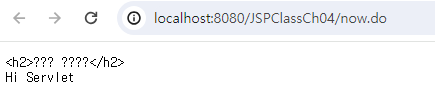 localhost:8080/JSPClassCh04/now.do
<h2>??? ????</h2>
Hi Servlet